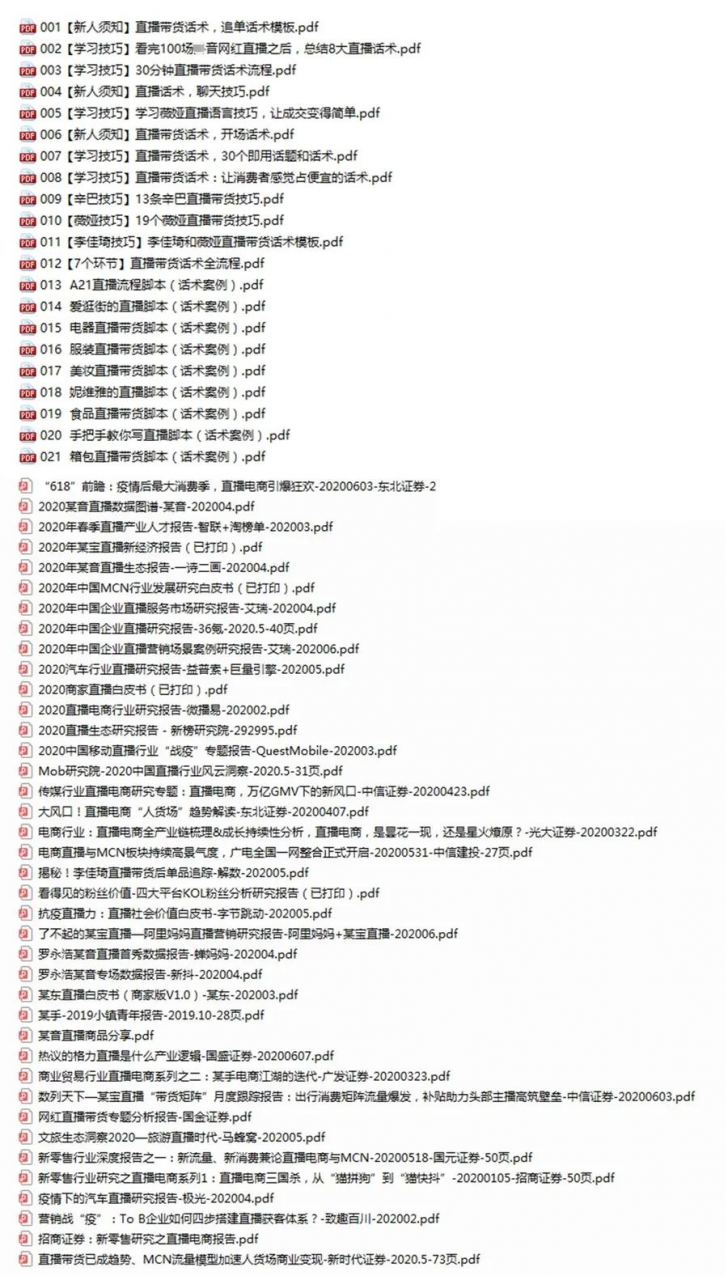 001【新人须知】直播带货话术，追单话术模板.pdf
002【学习技巧】看完100场音网红直播之后，总结8大直播话术.pdf
003【学习技巧】30分钟直播带货话术流程.pdf
004【新人须知】直播话术，聊天技巧.pdf
005【学习技巧】学习薇娅直播语言技巧，让成交变得简单.pdf
006【新人须知】直播带货话术，开场话术.pdf
007【学习技巧】直播带货话术，30个即用话题和话术.pdf
008【学习技巧】直播带货话术：让消费者感觉占便宜的话术.pdf
009【辛巴技巧】13条辛巴直播带货技巧.pdf
010【薇娅技巧】19个薇娅直播带货技巧.pdf
011【李佳琦技巧】李佳琦和薇娅直播带货话术模板.pdf
012【7个环节】直播带货话术全流程.pdf
013 A21直播流程脚本（话术案例）.pdf
014 爱逛街的直播脚本（话术案例）.pdf
015 电器直播带货脚本（话术案例）.pdf
016 服装直播带货脚本（话术案例）.pdf
017 美妆直播带货脚本（话术案例）.pdf
018 妮维雅的直播脚本（话术案例）.pdf
019 食品直播带货脚本（话术案例）.pdf
020 手把手教你写直播脚本（话术案例）.pdf
021 箱包直播带货脚本（话术案例）.pdf
“618”前瞻：疫情后最大消费季，直播电商引爆狂欢-20200603-东北证券-2
2020某音直播数据图谱-某音-202004.pdf
2020年春季直播产业人才报告-智联+淘榜单-202003.pdf
2020年某宝直播新经济报告（已打印）.pdf
2020年某音直播生态报告-一诗二画-202004.pdf
2020年中国MCN行业发展研究白皮书（已打印）.pdf
2020年中国企业直播服务市场研究报告-艾瑞-202004.pdf
2020年中国企业直播研究报告-36氪-2020.5-40页.pdf
2020年中国企业直播营销场景案例研究报告-艾瑞-202006.pdf
2020汽车行业直播研究报告-益普索+巨量引擎-202005.pdf
2020商家直播白皮书（已打印）.pdf
2020直播电商行业研究报告-微播易-202002.pdf
2020直播生态研究报告 - 新榜研究院-292995.pdf
2020中国移动直播行业“战疫”专题报告-QuestMobile-202003.pdf
Mob研究院-2020中国直播行业风云洞察-2020.5-31页.pdf
传媒行业直播电商研究专题：直播电商，万亿GMV下的新风口-中信证券-20200423.pdf
大风口！直播电商“人货场”趋势解读-东北证券-20200407.pdf
电商行业：直播电商全产业链梳理&成长持续性分析，直播电商，是昙花一现，还是星火燎原？-光大证券-20200322.pdf
电商直播与MCN板块持续高景气度，广电全国一网整合正式开启-20200531-中信建投-27页.pdf
揭秘！李佳琦直播带货后单品追踪-解数-202005.pdf
看得见的粉丝价值-四大平台KOL粉丝分析研究报告（已打印）.pdf
抗疫直播力：直播社会价值白皮书-字节跳动-202005.pdf
了不起的某宝直播—阿里妈妈直播营销研究报告-阿里妈妈+某宝直播-202006.pdf
罗永浩某音直播首秀数据报告-蝉妈妈-202004.pdf
罗永浩某音专场数据报告-新抖-202004.pdf
某东直播白皮书（商家版V1.0）-某东-202003.pdf
某手-2019小镇青年报告-2019.10-28页.pdf
某音直播商品分享.pdf
热议的格力直播是什么产业逻辑-国盛证券-20200607.pdf
商业贸易行业直播电商系列之二：某手电商江湖的迭代-广发证券-20200323.pdf
数列天下—某宝直播“带货矩阵”月度跟踪报告：出行消费矩阵流量爆发，补贴助力头部主播高筑壁垒-中信证券-20200603.pdf
网红直播带货专题分析报告-国金证券.pdf
文旅生态洞察2020—旅游直播时代-马蜂窝-202005.pdf
新零售行业深度报告之一：新流量、新消费兼论直播电商与MCN-20200518-国元证券-50页.pdf
新零售行业研究之直播电商系列1：直播电商三国杀，从“猫拼狗”到“猫快抖”-20200105-招商证券-50页.pdf
疫情下的汽车直播研究报告-极光-202004.pdf
营销战“疫”：To B企业如何四步搭建直播获客体系？-致趣百川-202002.pdf
招商证券：新零售研究之直播电商报告.pdf
直播带货已成趋势、MCN流量模型加速人货场商业变现-新时代证券-2020.5-73页.pdf